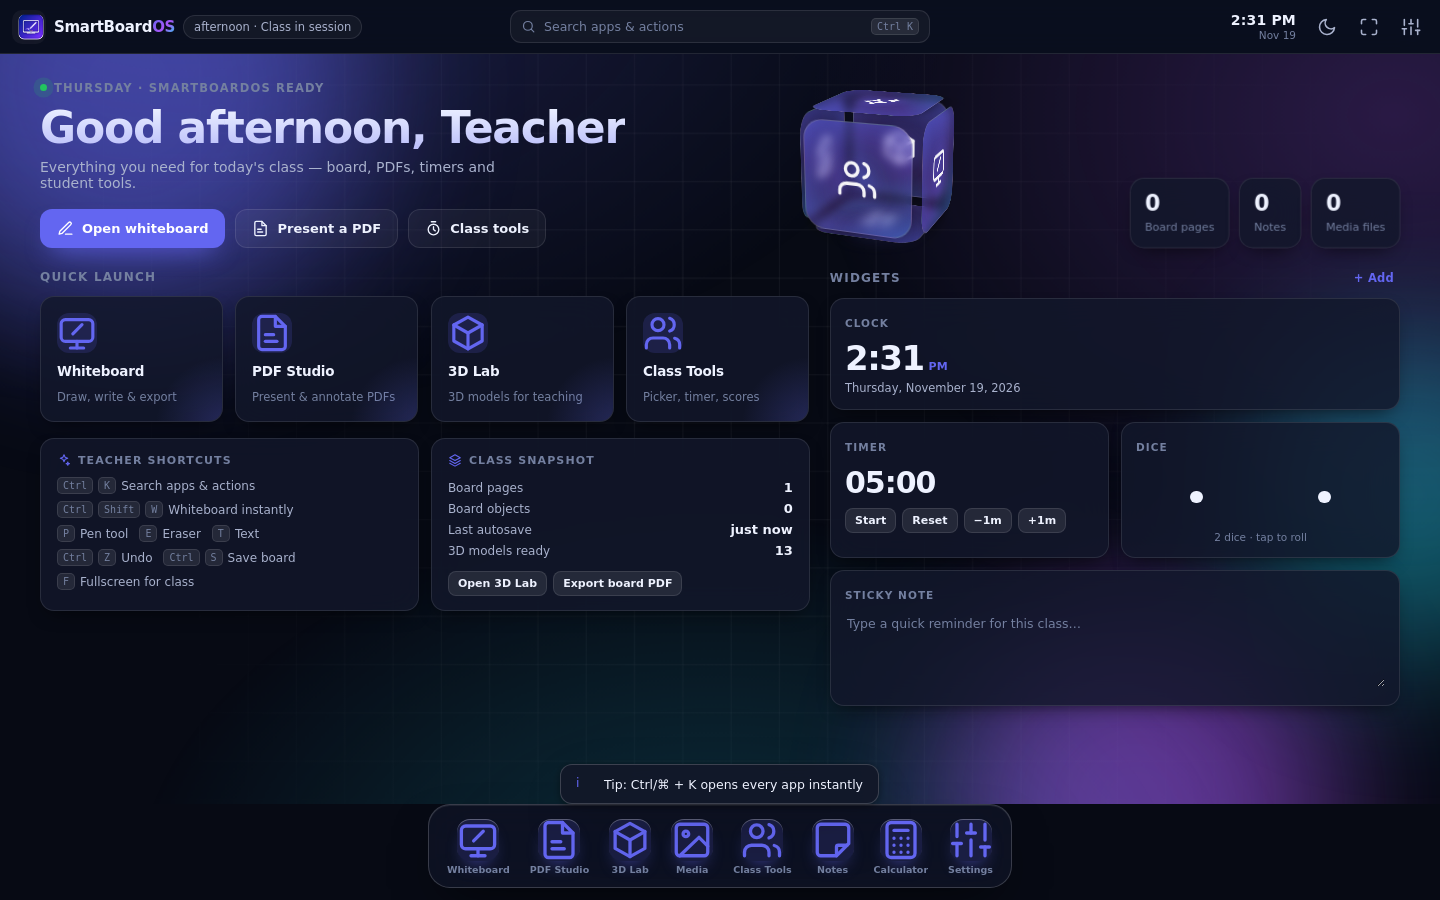 SmartBoardOS
afternoon · Class in session
Search apps & actions
Ctrl K
2:31 PM
Nov 19
THURSDAY · SMARTBOARDOS READY
Good afternoon, Teacher
Everything you need for today's class — board, PDFs, timers and
student tools.
Open whiteboard
Present a PDF
Class tools
0
Board pages
0
Notes
0
Media files
QUICK LAUNCH
Whiteboard
Draw, write & export
PDF Studio
Present & annotate PDFs
3D Lab
3D models for teaching
Class Tools
Picker, timer, scores
TEACHER SHORTCUTS
Ctrl K Search apps & actions
Ctrl Shift W Whiteboard instantly
P Pen tool E Eraser T Text
Ctrl Z Undo Ctrl S Save board
F Fullscreen for class
CLASS SNAPSHOT
Board pages 1
Board objects 0
Last autosave just now
3D models ready 13
Open 3D Lab
Export board PDF
WIDGETS
+ Add
CLOCK
2:31 PM
Thursday, November 19, 2026
TIMER
05:00
Start
Reset
−1m
+1m
DICE
2 dice · tap to roll
STICKY NOTE
Type a quick reminder for this class…
i
Tip: Ctrl/⌘ + K opens every app instantly
Whiteboard
PDF Studio
3D Lab
Media
Class Tools
Notes
Calculator
Settings